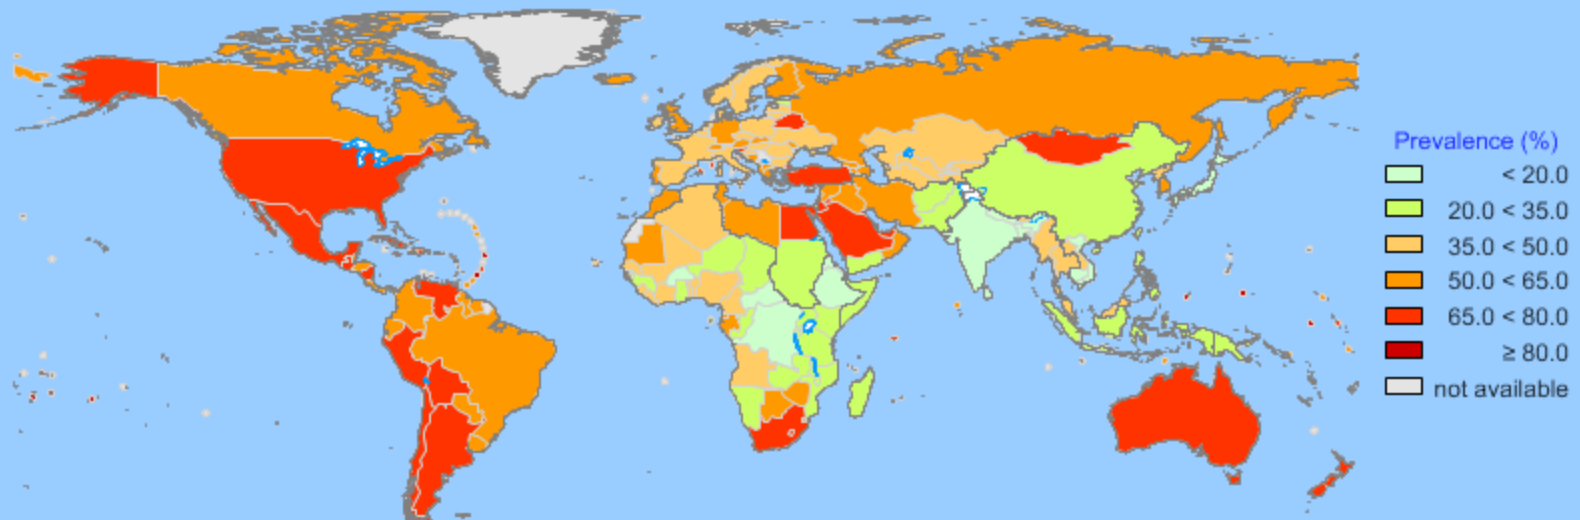 Prevalence (%)
< 20.0
20.0 < 35.0
35.0 < 50.0
50.0 < 65.0
65.0 < 80.0
≥ 80.0
not available